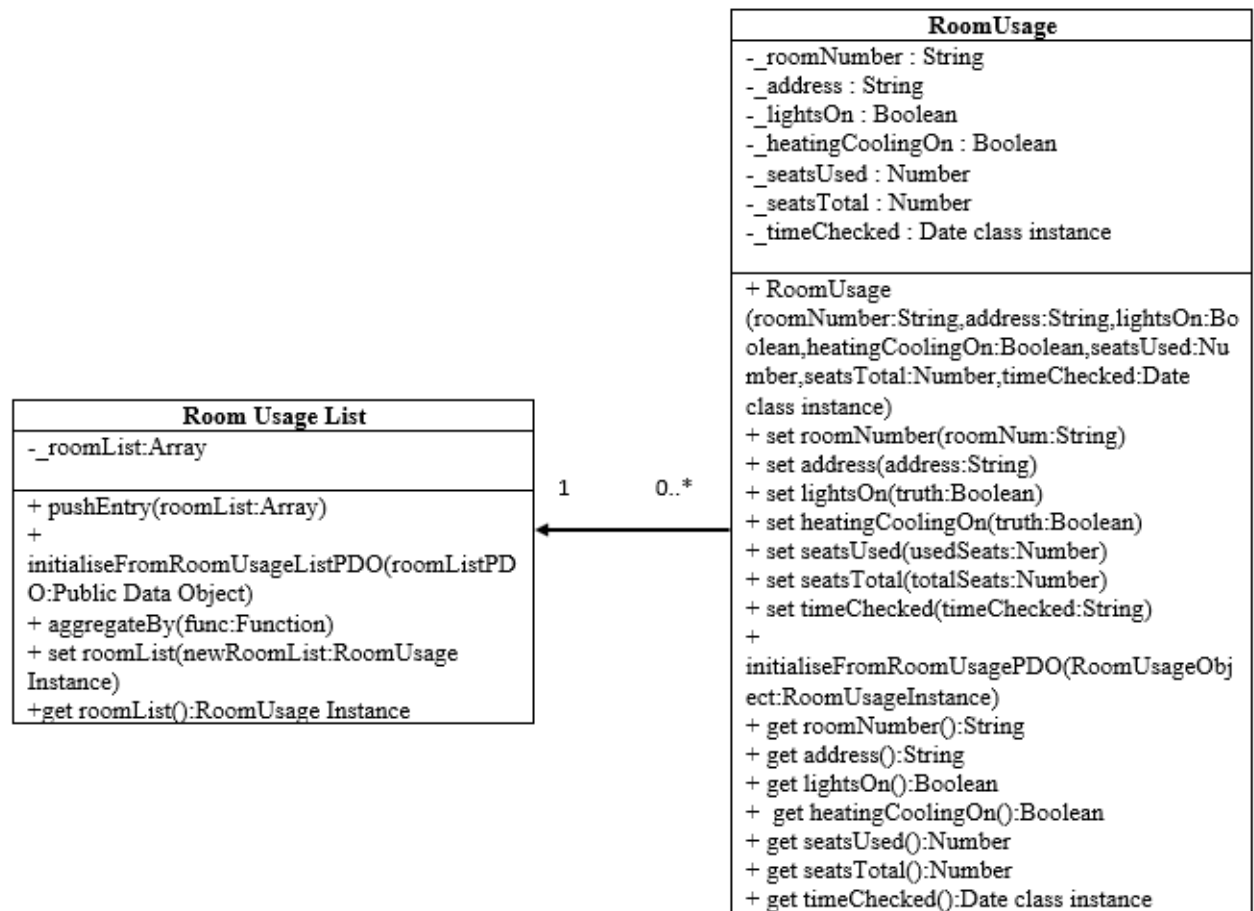 Room Usage List
-_roomList:Array
+ pushEntry(roomList:Array)
+
initialiseFromRoomUsageListPDO(roomListPD
O:Public Data Object)
+ aggregateBy(func:Function)
+ set roomList(newRoomList:RoomUsage
Instance)
+get roomList():RoomUsage Instance
1 0..*
RoomUsage
-_roomNumber : String
-_address : String
-_lightsOn : Boolean
-_heatingCoolingOn : Boolean
-_seatsUsed : Number
-_seatsTotal : Number
-_timeChecked : Date class instance
+ RoomUsage
(roomNumber:String,address:String,lightsOn:Bo
olean,heatingCoolingOn:Boolean,seatsUsed:Nu
mber,seatsTotal:Number,timeChecked:Date
class instance)
+ set roomNumber(roomNum:String)
+ set address(address:String)
+ set lightsOn(truth:Boolean)
+ set heatingCoolingOn(truth:Boolean)
+ set seatsUsed(usedSeats:Number)
+ set seatsTotal(totalSeats:Number)
+ set timeChecked(timeChecked:String)
+
initialiseFromRoomUsagePDO(RoomUsageObj
ect:RoomUsageInstance)
+ get roomNumber():String
+ get address():String
+ get lightsOn():Boolean
+ get heatingCoolingOn():Boolean
+ get seatsUsed():Number
+ get seatsTotal():Number
+ get timeChecked():Date class instance